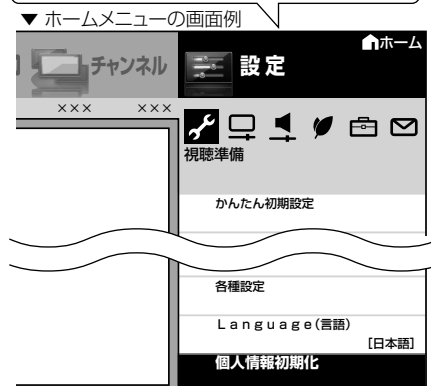 ▼ ホームメニューの画面例
チャンネル
設定
ホーム
××× ×××
視聴準備
かんたん初期設定
各種設定
Language(言語)
[日本語]
個人情報初期化